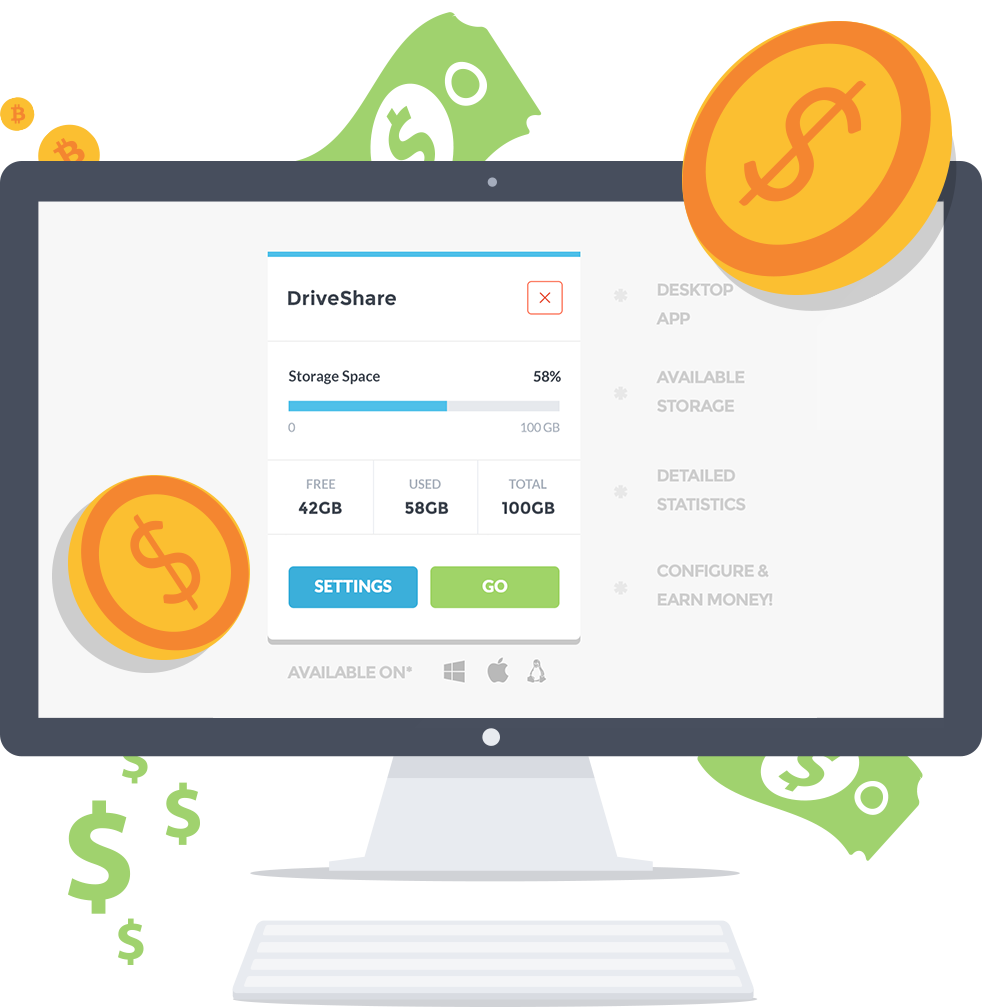 DriveShare
Storage Space 58%
0 100 GB
FREE USED TOTAL
42GB 58GB 100GB
SETTINGS GO
AVAILABLE ON*
* DESKTOP
APP
* AVAILABLE
STORAGE
* DETAILED
STATISTICS
* CONFIGURE &
EARN MONEY!